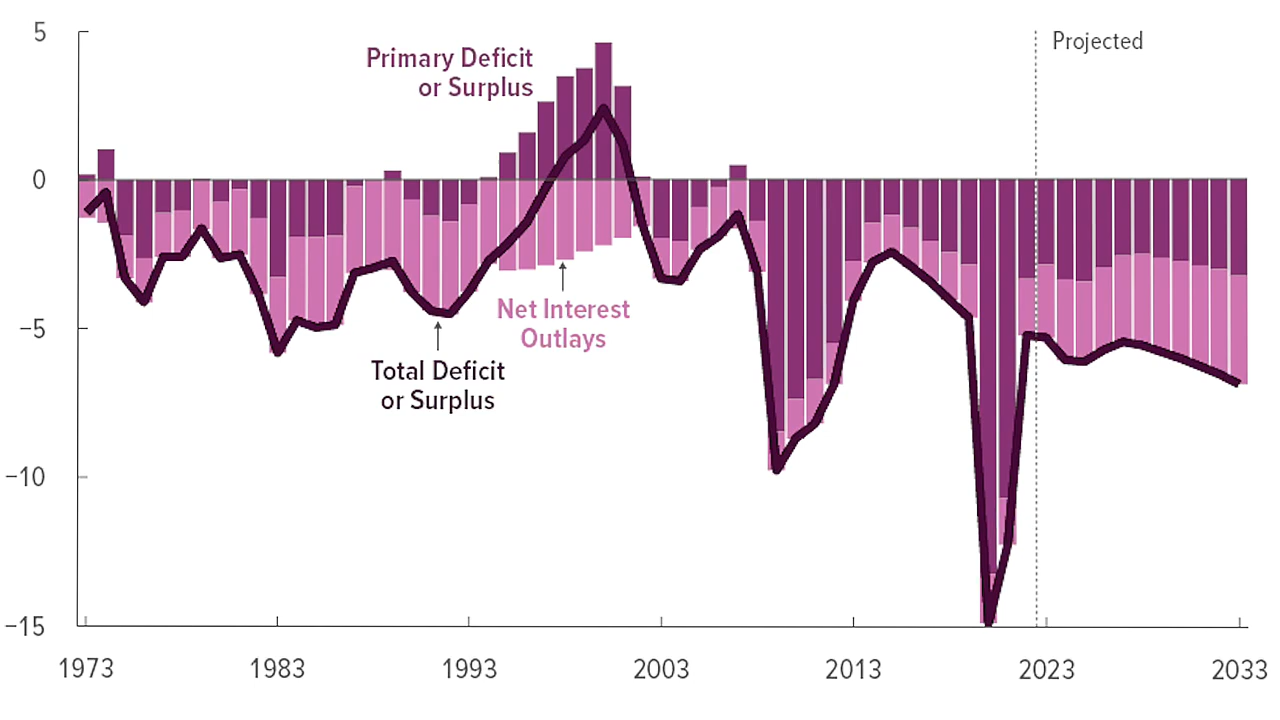 5
Projected
Primary Deficit
or Surplus
0
Net Interest
Outlays
−5
Total Deficit
or Surplus
−10
−15
1973
1983
1993
2003
2013
2023
2033